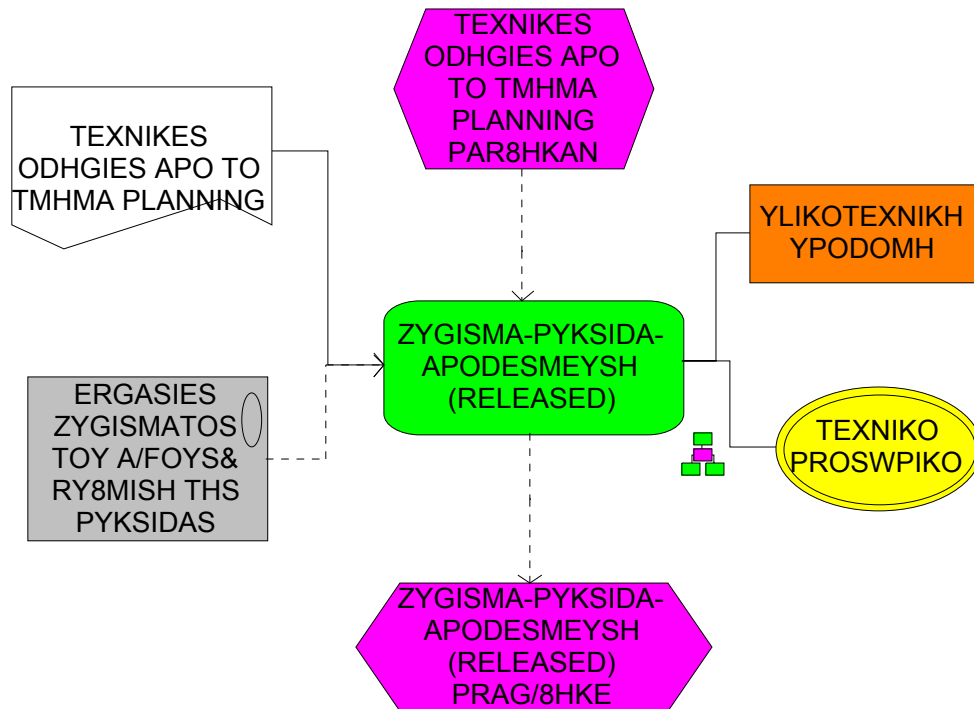 TEXNIKES
ODHGIES APO
TO TMHMA
PLANNING
PAR8HKAN
TEXNIKES
ODHGIES APO TO
TMHMA PLANNING
YLIKOTEXNIKH
YPODOMH
ZYGISMA-PYKSIDA-
APODESMEYSH
(RELEASED)
ERGASIES
ZYGISMATOS
TOY A/FOYS&
RY8MISH THS
PYKSIDAS
TEXNIKO
PROSWPIKO
ZYGISMA-PYKSIDA-
APODESMEYSH
(RELEASED)
PRAG/8HKE